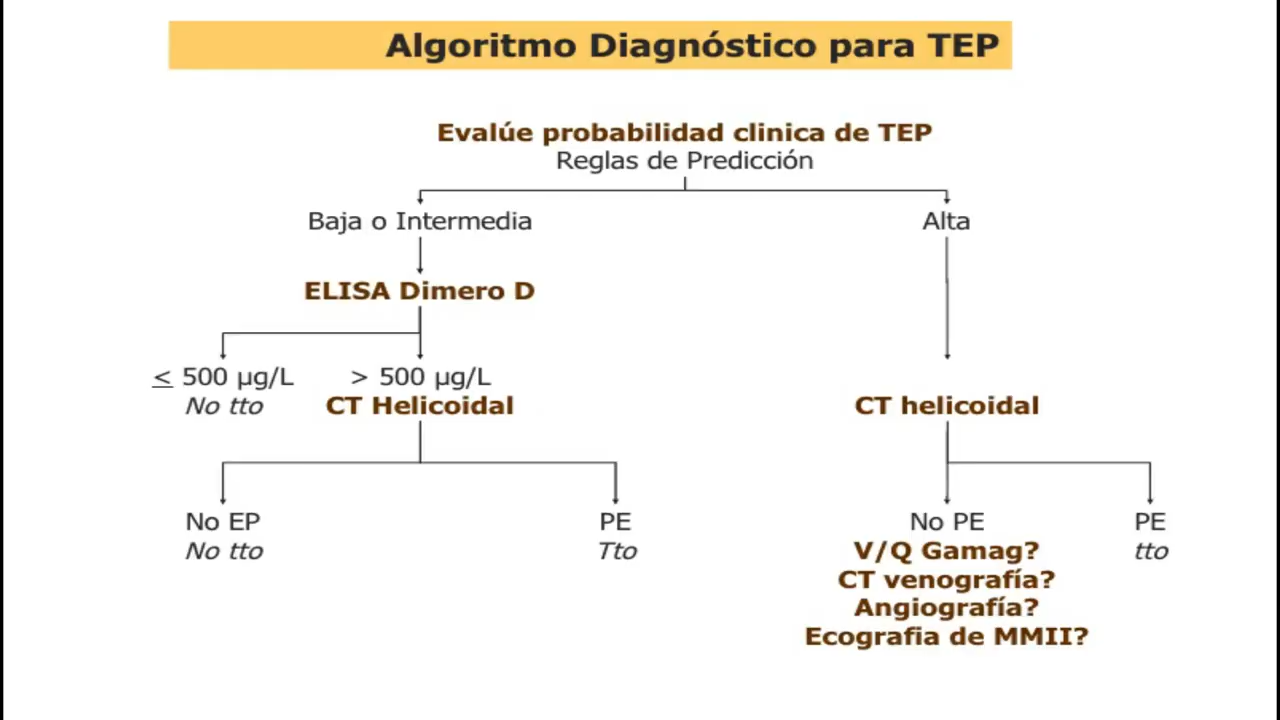 Algoritmo Diagnóstico para TEP
Evalúe probabilidad clinica de TEP
Reglas de Predicción
Baja o Intermedia
Alta
ELISA Dimero D
≤ 500 µg/L
> 500 µg/L
No tto
CT Helicoidal
CT helicoidal
No EP
No tto
PE
Tto
No PE
V/Q Gamag?
CT venografía?
Angiografía?
Ecografia de MMII?
PE
tto